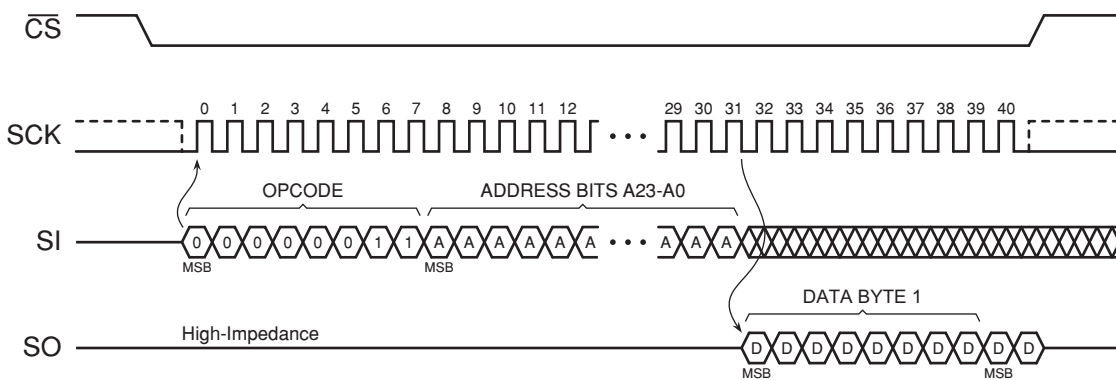 CS
0 1 2 3 4 5 6 7 8 9 10 11 12 29 30 31 32 33 34 35 36 37 38 39 40
SCK
OPCODE ADDRESS BITS A23-A0
SI 0 0 0 0 0 0 1 1 A A A A A A A A A
MSB MSB
DATA BYTE 1
SO High-Impedance D D D D D D D D D D
MSB MSB